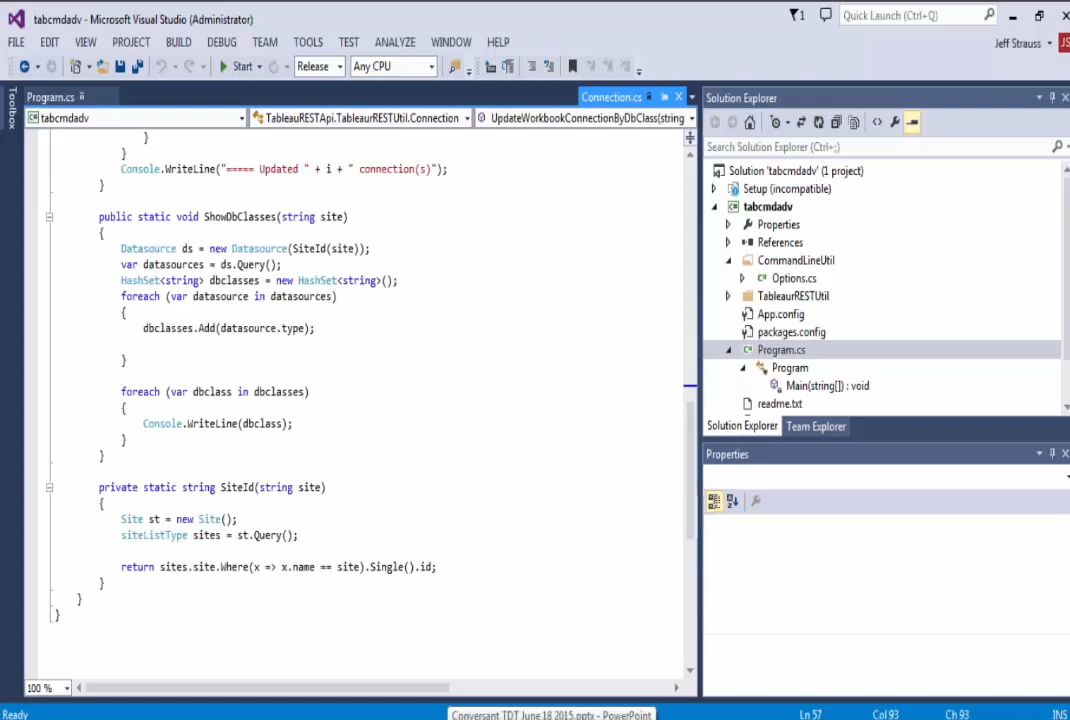 tabcmdadv - Microsoft Visual Studio (Administrator)
1
Quick Launch (Ctrl+Q)
FILE EDIT VIEW PROJECT BUILD DEBUG TEAM TOOLS TEST ANALYZE WINDOW HELP
Jeff Strauss
JS
Start Release Any CPU
Toolbox
Program.cs
Connection.cs
tabcmdadv
TableauRESTApi.TableaurRESTUtil.Connection
UpdateWorkbookConnectionByDbClass(string
}
}
Console.WriteLine("===== Updated " + i + " connection(s)");
}
public static void ShowDbClasses(string site)
{
Datasource ds = new Datasource(SiteId(site));
var datasources = ds.Query();
HashSet<string> dbclasses = new HashSet<string>();
foreach (var datasource in datasources)
{
dbclasses.Add(datasource.type);
}
foreach (var dbclass in dbclasses)
{
Console.WriteLine(dbclass);
}
}
private static string SiteId(string site)
{
Site st = new Site();
siteListType sites = st.Query();
return sites.site.Where(x => x.name == site).Single().id;
}
}
}
100 %
Solution Explorer
Search Solution Explorer (Ctrl+;)
Solution 'tabcmdadv' (1 project)
Setup (incompatible)
tabcmdadv
Properties
References
CommandLineUtil
Options.cs
TableaurRESTUtil
App.config
packages.config
Program.cs
Program
Main(string[]) : void
readme.txt
Solution Explorer Team Explorer
Properties
Ready
Conversant TDT June 18 2015.pptx - PowerPoint
Ln 57 Col 93 Ch 93 INS